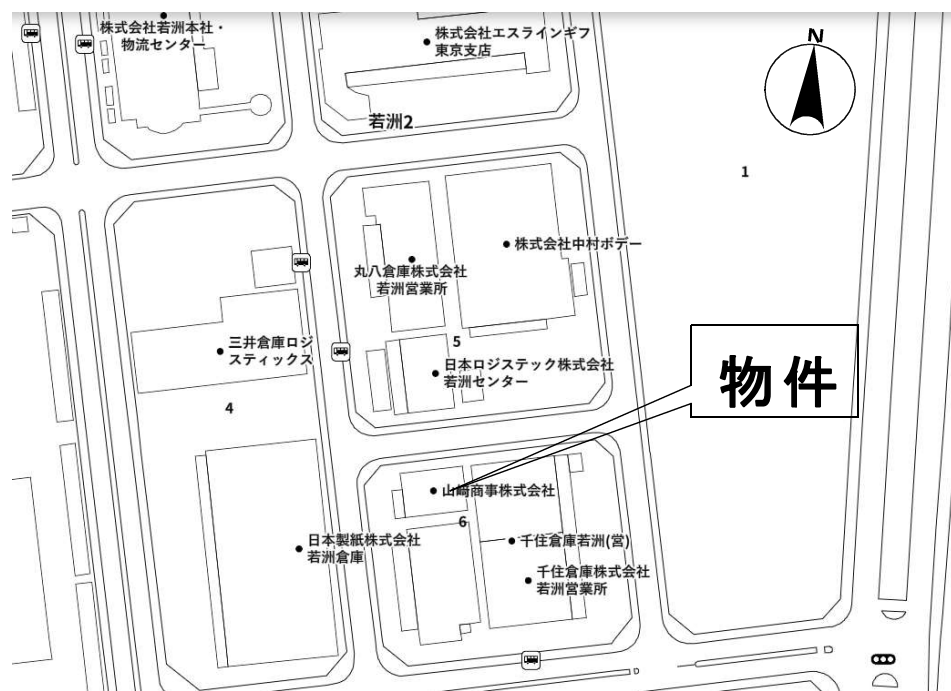 株式会社若洲本社・
物流センター
株式会社エスラインギフ
東京支店
N
若洲2
1
株式会社中村ボデー
丸八倉庫株式会社
若洲営業所
三井倉庫ロジ
スティックス
5
日本ロジステック株式会社
若洲センター
物件
4
山﨑商事株式会社
6
日本製紙株式会社
若洲倉庫
千住倉庫若洲(営)
千住倉庫株式会社
若洲営業所